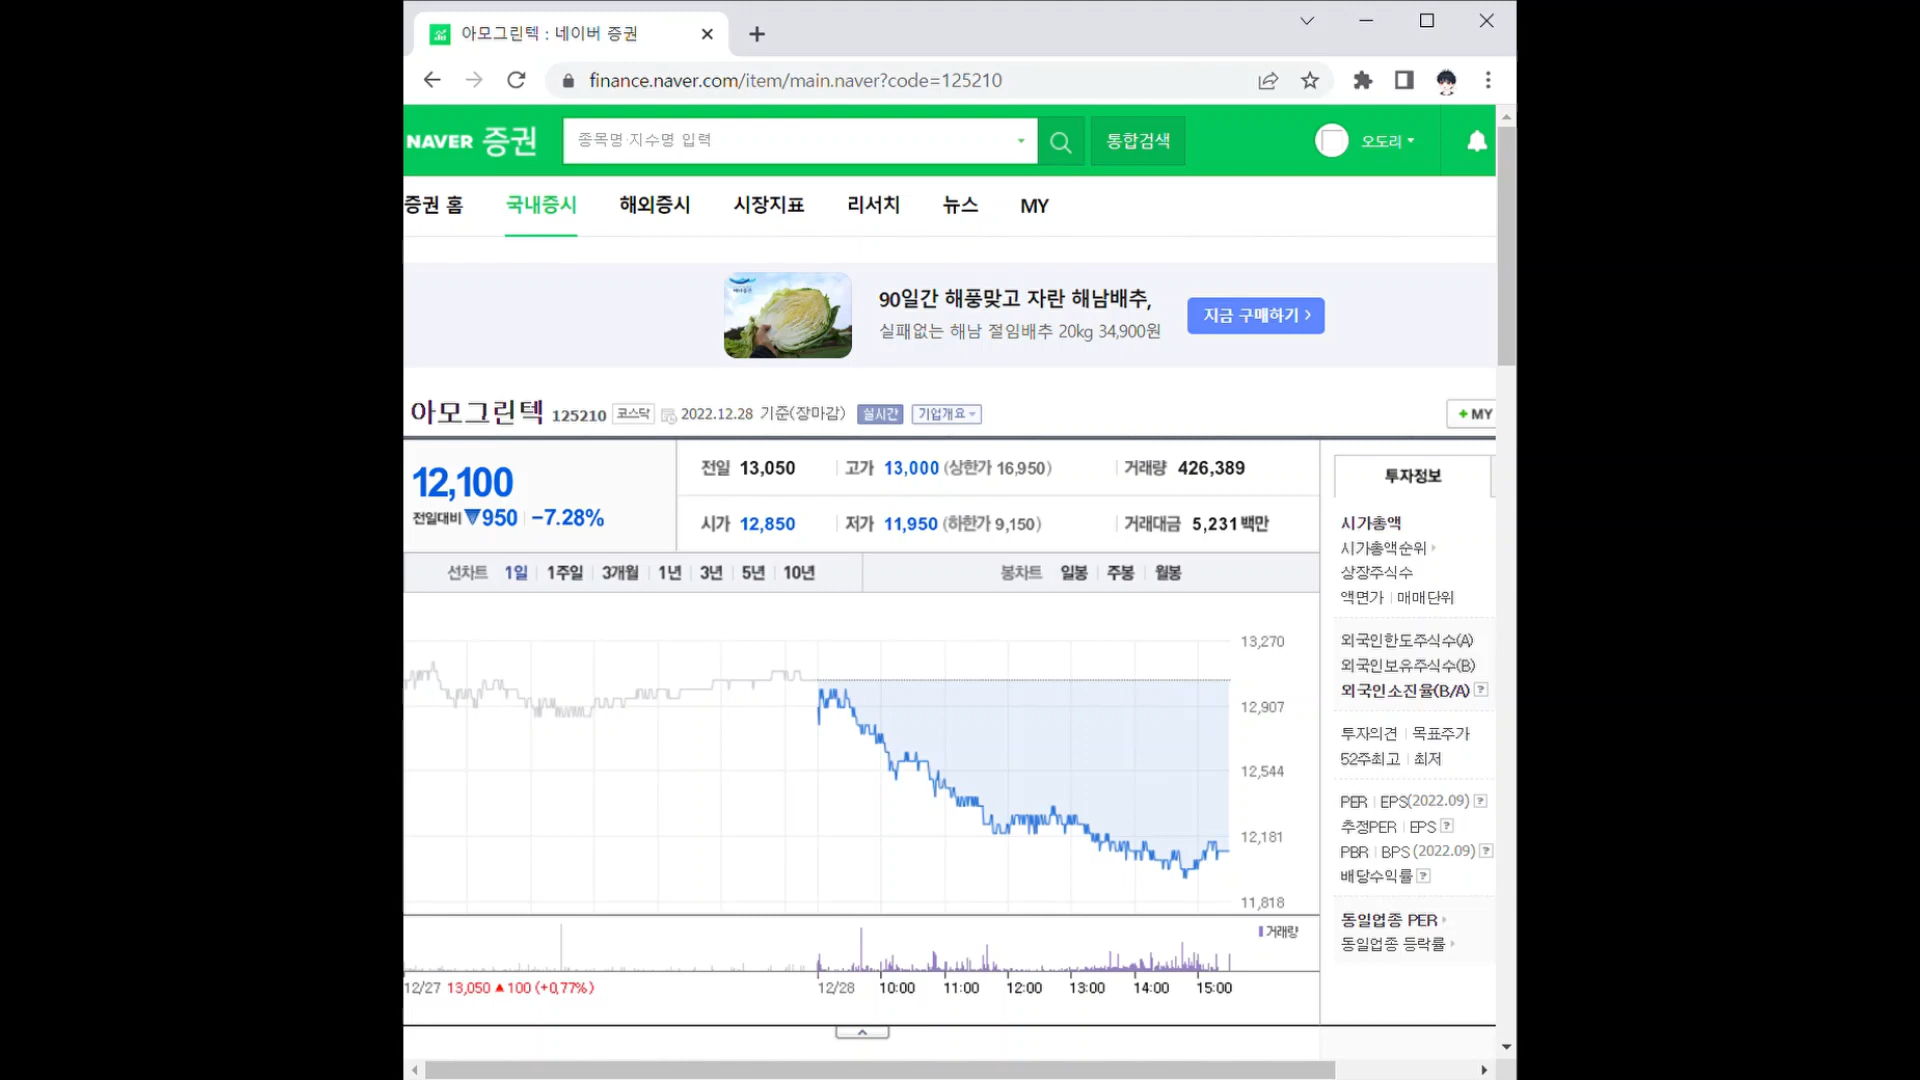 아모그린텍 : 네이버 증권
finance.naver.com/item/main.naver?code=125210
NAVER 증권
종목명·지수명 입력
통합검색
오도리
증권 홈 국내증시 해외증시 시장지표 리서치 뉴스 MY
90일간 해풍맞고 자란 해남배추,
실패없는 해남 절임배추 20kg 34,900원
지금 구매하기
아모그린텍 125210 코스닥 2022.12.28 기준(장마감) 실시간 기업개요
+ MY
12,100
전일대비 ▼950 -7.28%
전일 13,050 고가 13,000 (상한가 16,950) 거래량 426,389
시가 12,850 저가 11,950 (하한가 9,150) 거래대금 5,231 백만
선차트 1일 1주일 3개월 1년 3년 5년 10년 봉차트 일봉 주봉 월봉
13,270
12,907
12,544
12,181
11,818
거래량
12/27 13,050 ▲100 (+0.77%)
12/28 10:00 11:00 12:00 13:00 14:00 15:00
투자정보
시가총액
시가총액순위
상장주식수
액면가 | 매매단위
외국인한도주식수(A)
외국인보유주식수(B)
외국인소진율(B/A) ?
투자의견 | 목표주가
52주최고 | 최저
PER | EPS(2022.09) ?
추정PER | EPS ?
PBR | BPS (2022.09) ?
배당수익률 ?
동일업종 PER
동일업종 등락률